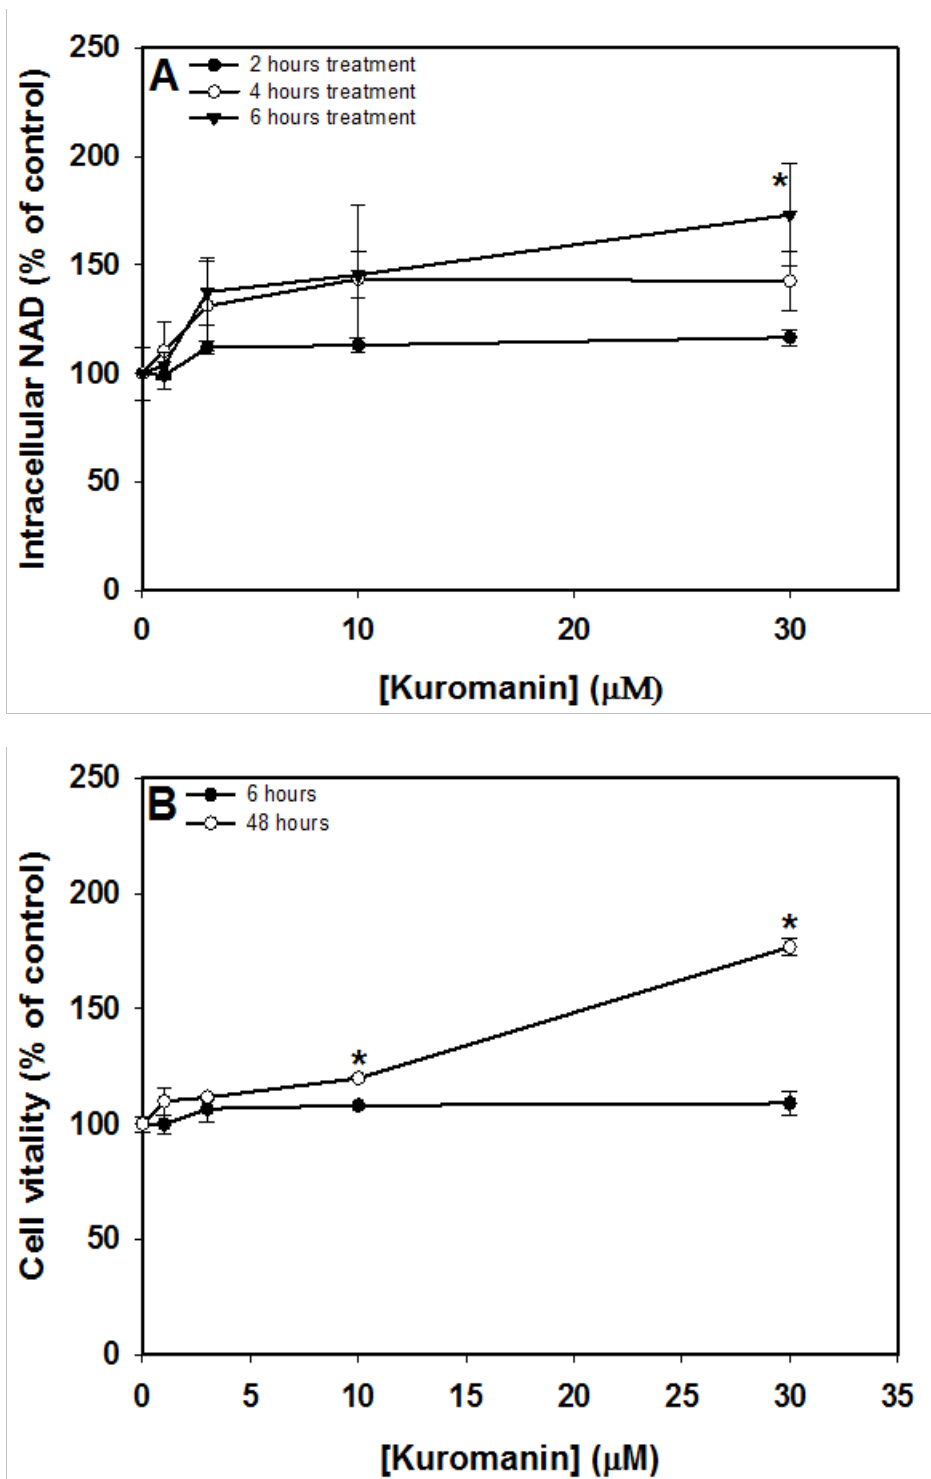 250
A
2 hours treatment
4 hours treatment
6 hours treatment
200
*
150
100
50
0
Intracellular NAD (% of control)
0 10 20 30
[Kuromanin] (μM)
250
B
6 hours
48 hours
200
*
150
*
100
50
0
Cell vitality (% of control)
0 5 10 15 20 25 30 35
[Kuromanin] (μM)